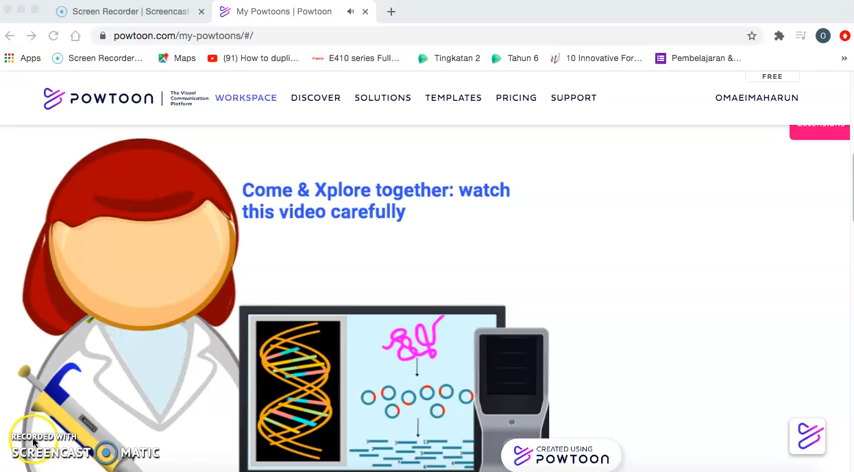 Screen Recorder | Screencast
My Powtoons | Powtoon
powtoon.com/my-powtoons/#/
O
Apps
Screen Recorder...
Maps
(91) How to dupli...
E410 series Full...
Tingkatan 2
Tahun 6
10 Innovative For...
Pembelajaran &...
FREE
POWTOON
The Visual
Communication
Platform
WORKSPACE
DISCOVER
SOLUTIONS
TEMPLATES
PRICING
SUPPORT
OMAEIMAHARUN
Come & Xplore together: watch
this video carefully
RECORDED WITH
SCREENCAST O MATIC
CREATED USING
POWTOON